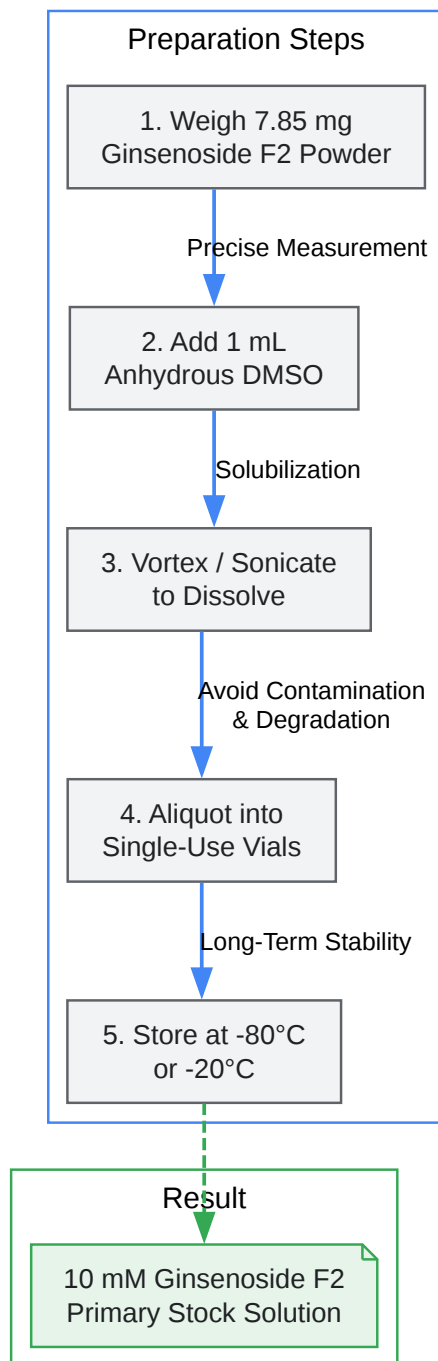 Preparation Steps
1. Weigh 7.85 mg
Ginsenoside F2 Powder
Precise Measurement
2. Add 1 mL
Anhydrous DMSO
Solubilization
3. Vortex / Sonicate
to Dissolve
Avoid Contamination
& Degradation
4. Aliquot into
Single-Use Vials
Long-Term Stability
5. Store at -80°C
or -20°C
Result
10 mM Ginsenoside F2
Primary Stock Solution